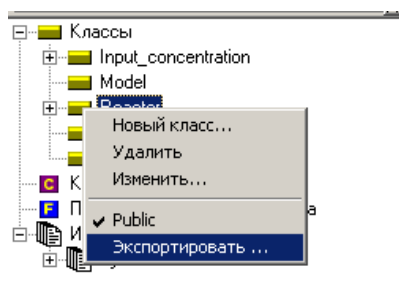 Классы
Input_concentration
Model
Reactor
Новый класс...
Удалить
Изменить...
C К
F П а
Public
И
Экспортировать ...